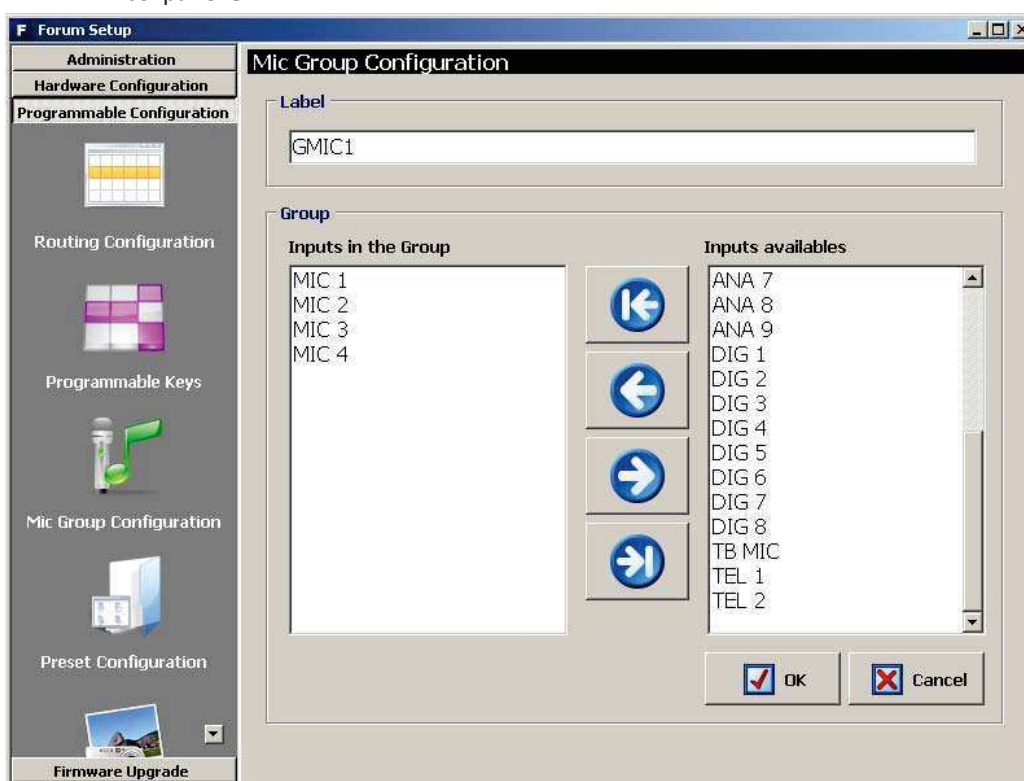 F Forum Setup
Administration
Hardware Configuration
Programmable Configuration
Routing Configuration
Programmable Keys
Mic Group Configuration
Preset Configuration
Firmware Upgrade
Mic Group Configuration
Label
GMIC1
Group
Inputs in the Group
MIC 1
MIC 2
MIC 3
MIC 4
Inputs availables
ANA 7
ANA 8
ANA 9
DIG 1
DIG 2
DIG 3
DIG 4
DIG 5
DIG 6
DIG 7
DIG 8
TB MIC
TEL 1
TEL 2
OK
Cancel